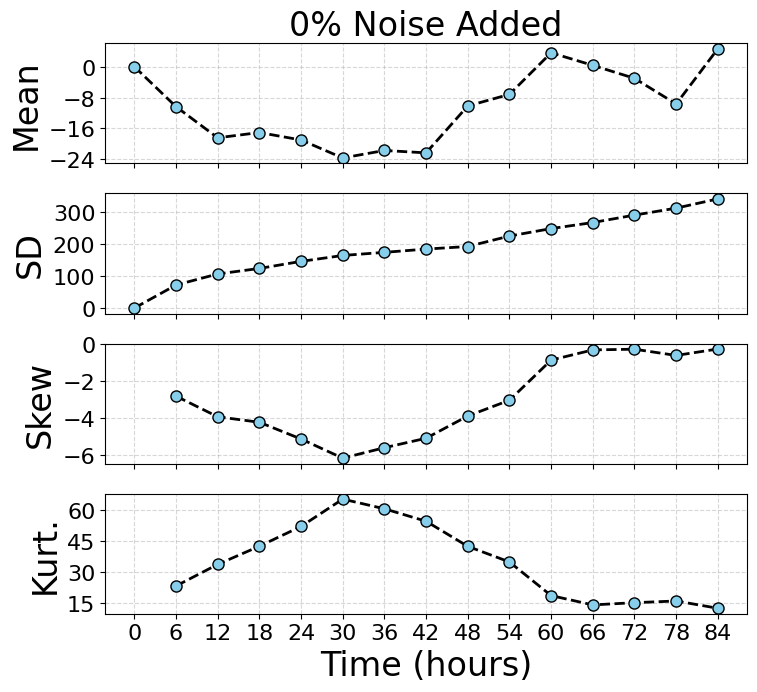 0% Noise Added
Mean
0
−8
−16
−24
SD
300
200
100
0
Skew
0
−2
−4
−6
Kurt.
60
45
30
15
0 6 12 18 24 30 36 42 48 54 60 66 72 78 84
Time (hours)